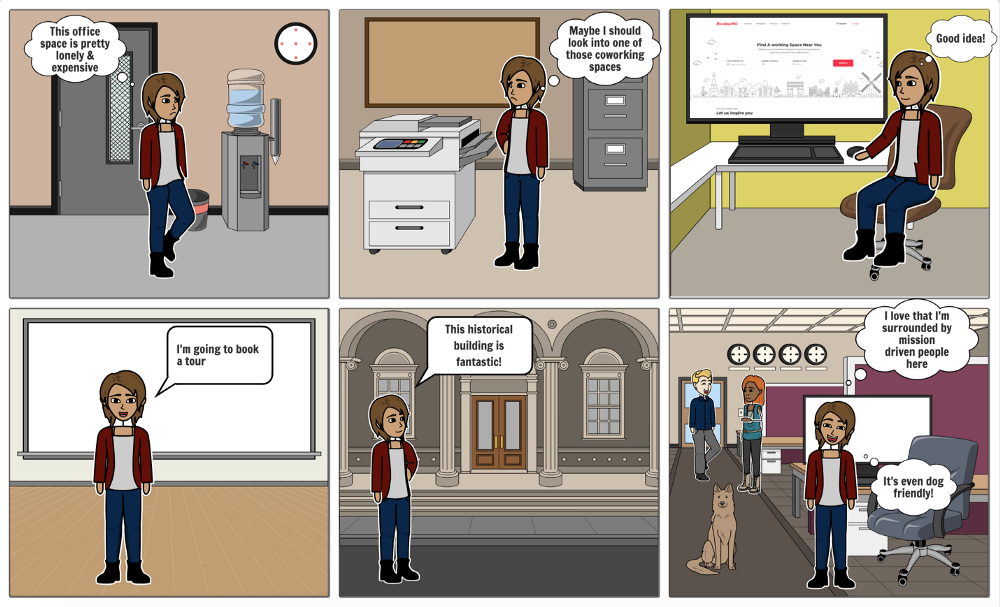 This office
space is pretty
lonely &
expensive
Maybe I should
look into one of
those coworking
spaces
Find A working Space Near You
Let us inspire you
Good idea!
I'm going to book
a tour
This historical
building is
fantastic!
I love that I'm
surrounded by
mission
driven people
here
It's even dog
friendly!